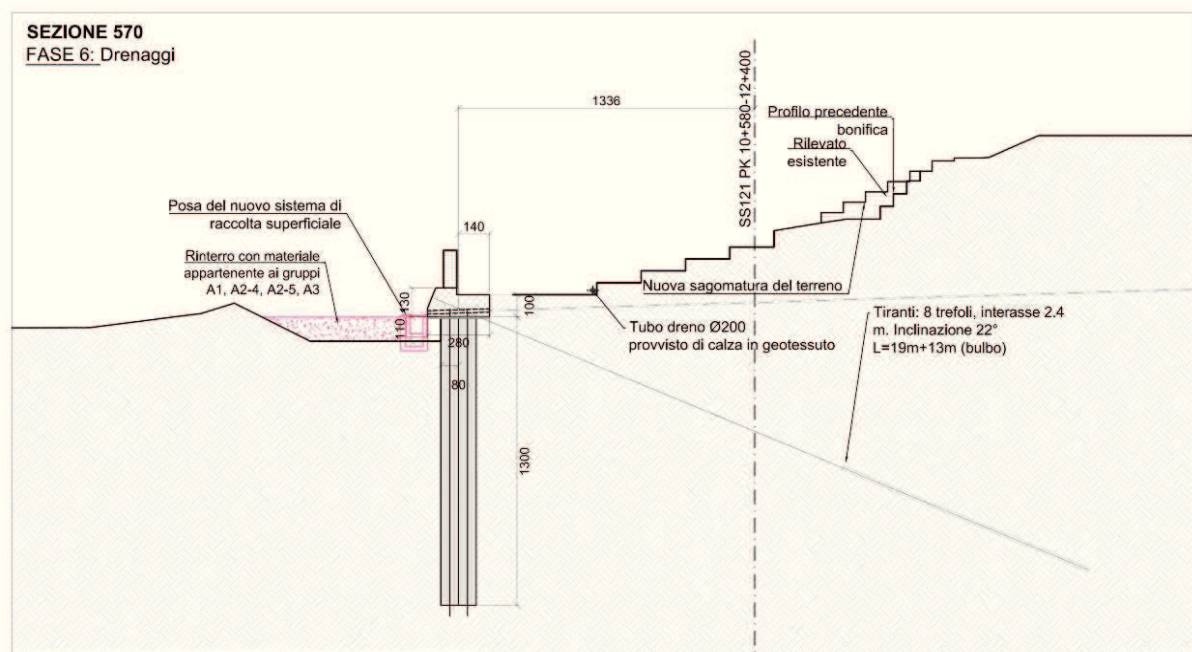 SEZIONE 570
FASE 6: Drenaggi
1336
SS121 PK 10+580-12+400
Profilo precedente
bonifica
Rilevato
esistente
Posa del nuovo sistema di
raccolta superficiale
140
Rinterro con materiale
appartenente ai gruppi
A1, A2-4, A2-5, A3
130
100
110
280
80
1300
Nuova sagomatura del terreno
Tubo dreno Ø200
provvisto di calza in geotessuto
Tiranti: 8 trefoli, interasse 2.4
m. Inclinazione 22°
L=19m+13m (bulbo)